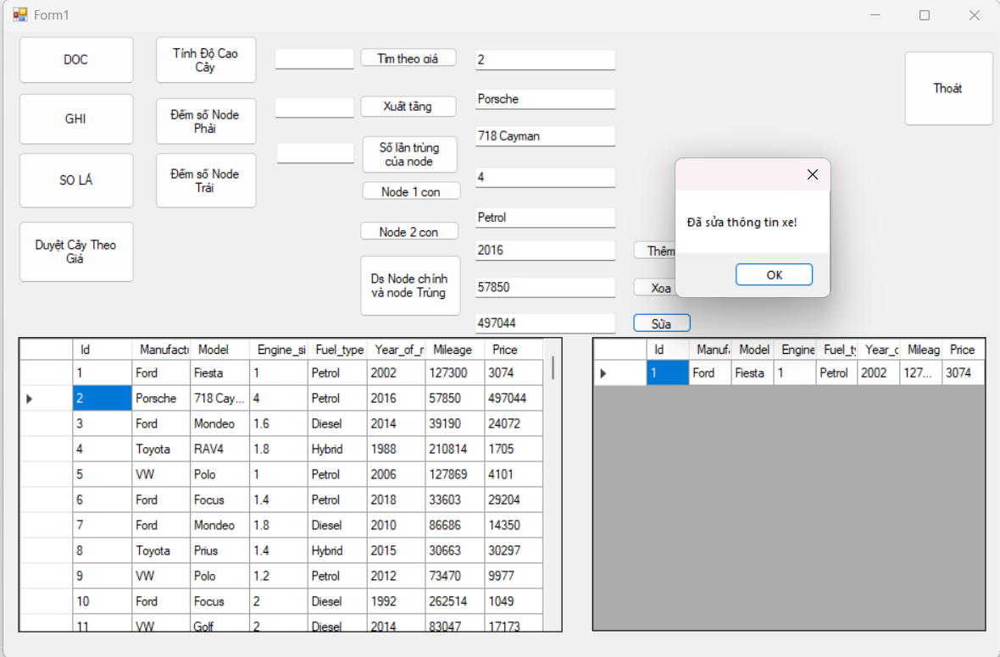 Form1
DOC
Tính Độ Cao
Cây
Tìm theo giá
2
Thoát
GHI
Đếm số Node
Phải
Xuất tầng
Porsche
SO LÁ
Đếm số Node
Trái
Số lần trùng
của node
718 Cayman
Node 1 con
4
Duyệt Cây Theo
Giá
Node 2 con
Petrol
Ds Node chính
và node Trùng
2016
Thêm
57850
Xoa
497044
Sửa
Đã sửa thông tin xe!
OK
Id Manufactu Model Engine_si Fuel_type Year_of_r Mileage Price
1 Ford Fiesta 1 Petrol 2002 127300 3074
2 Porsche 718 Cay... 4 Petrol 2016 57850 497044
3 Ford Mondeo 1.6 Diesel 2014 39190 24072
4 Toyota RAV4 1.8 Hybrid 1988 210814 1705
5 VW Polo 1 Petrol 2006 127869 4101
6 Ford Focus 1.4 Petrol 2018 33603 29204
7 Ford Mondeo 1.8 Diesel 2010 86686 14350
8 Toyota Prius 1.4 Hybrid 2015 30663 30297
9 VW Polo 1.2 Petrol 2012 73470 9977
10 Ford Focus 2 Diesel 1992 262514 1049
11 VW Golf 2 Diesel 2014 83047 17173
Id Manuf Model Engine Fuel_ty Year_c Mileag Price
1 Ford Fiesta 1 Petrol 2002 127... 3074